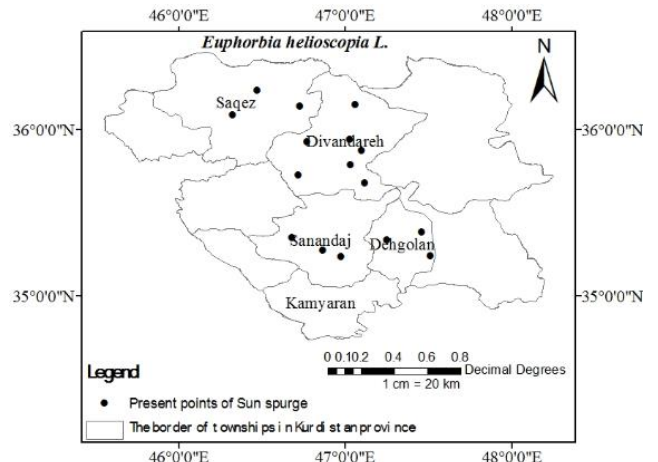 46°0'0"E 47°0'0"E 48°0'0"E
Euphorbia helioscopia L.
N
Saqez
36°0'0"N 36°0'0"N
Divandareh
Sanandaj
Dehgolan
35°0'0"N 35°0'0"N
Kamyaran
Legend
0 0.10.2 0.4 0.6 0.8
Decimal Degrees
1 cm = 20 km
Present points of Sun spurge
The border of townships in Kurdistan province
46°0'0"E 47°0'0"E 48°0'0"E